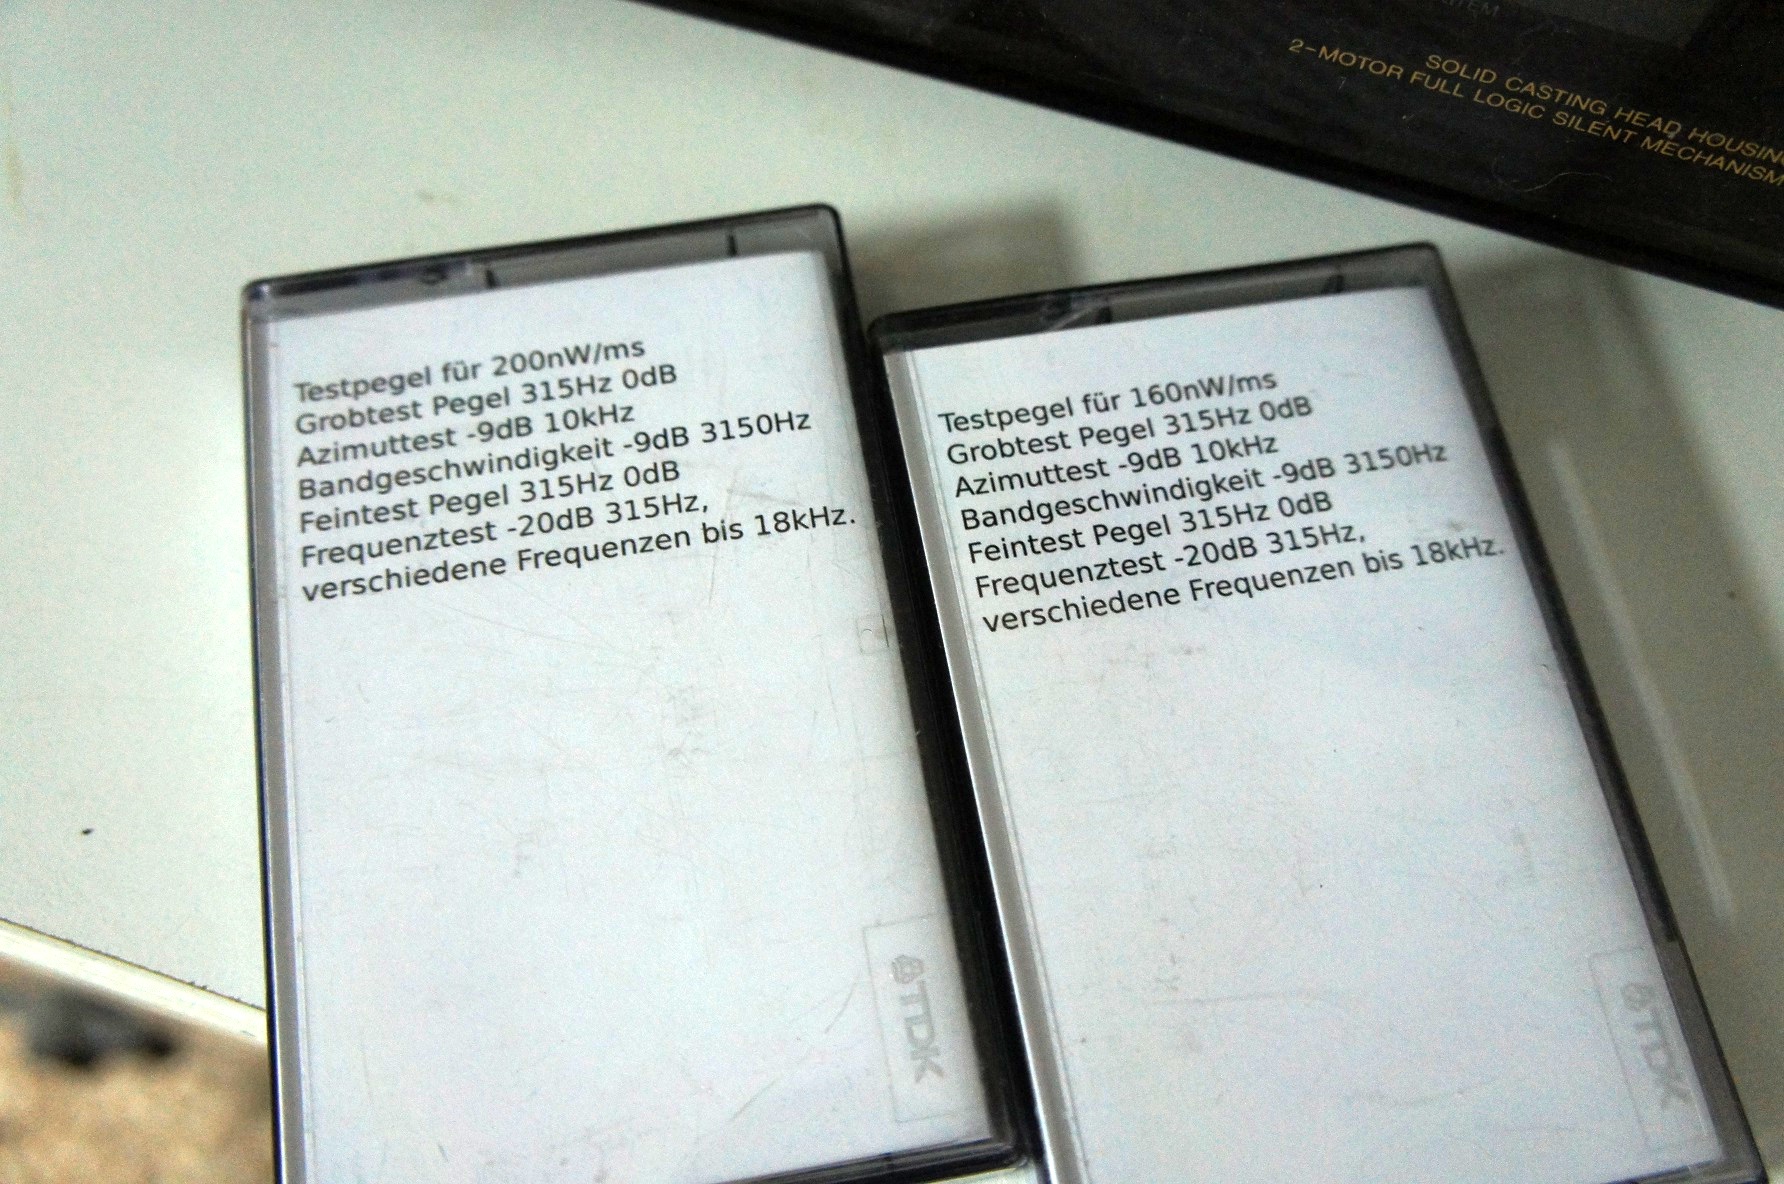 SOLID CASTING HEAD HOUSING
2-MOTOR FULL LOGIC SILENT MECHANISM
Testpegel für 200nW/ms
Grobtest Pegel 315Hz 0dB
Azimuttest -9dB 10kHz
Bandgeschwindigkeit -9dB 3150Hz
Feintest Pegel 315Hz 0dB
Frequenztest -20dB 315Hz,
verschiedene Frequenzen bis 18kHz.
TDK
Testpegel für 160nW/ms
Grobtest Pegel 315Hz 0dB
Azimuttest -9dB 10kHz
Bandgeschwindigkeit -9dB 3150Hz
Feintest Pegel 315Hz 0dB
Frequenztest -20dB 315Hz,
verschiedene Frequenzen bis 18kHz.
TDK